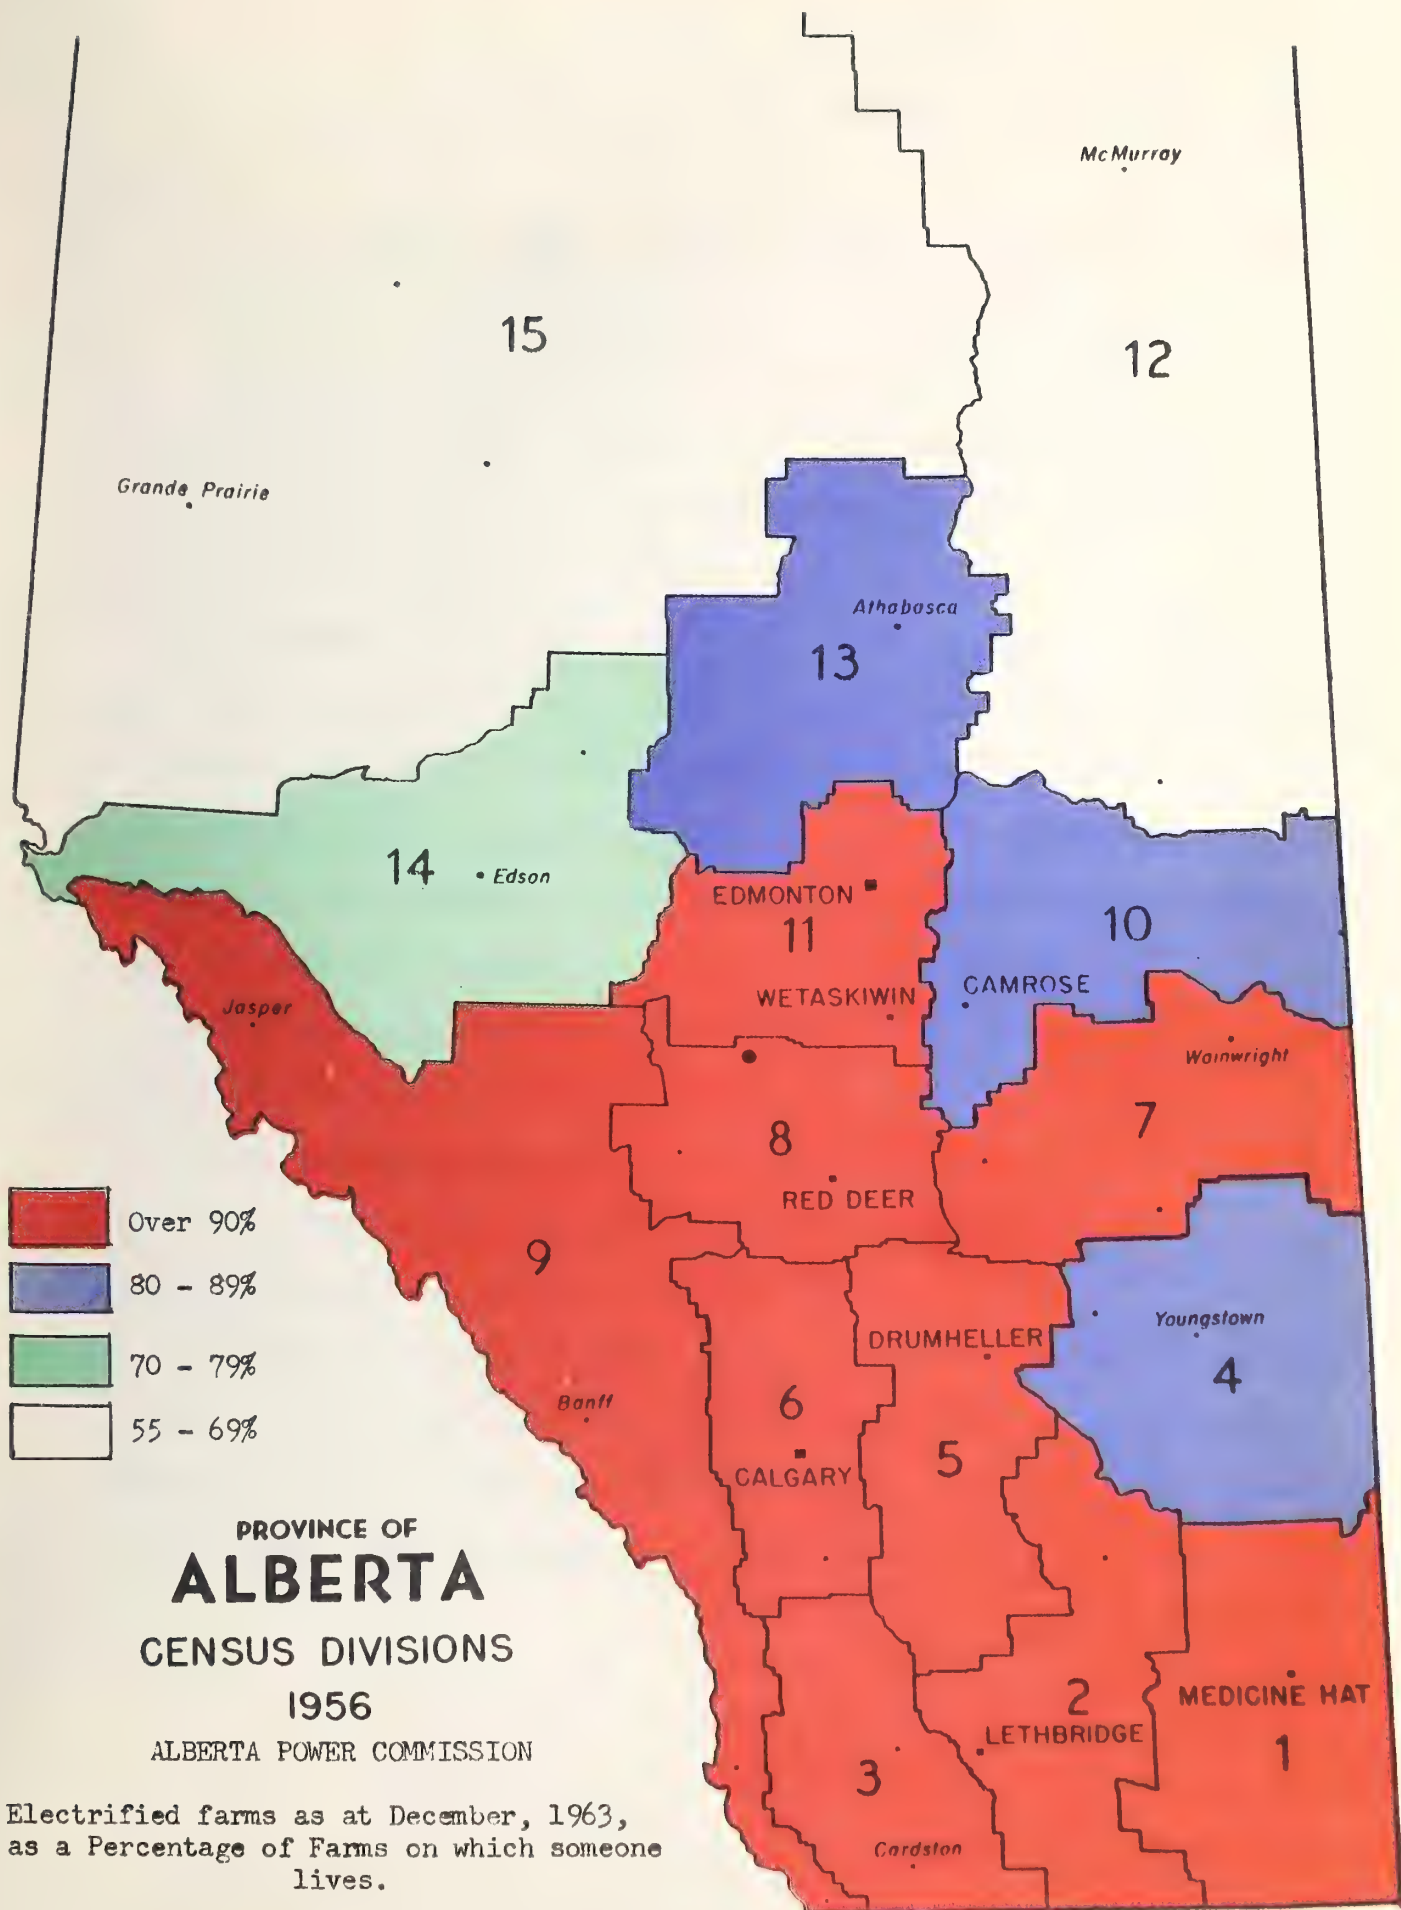 McMurray
15
12
Grande Prairie
Athabasca
13
14
Edson
EDMONTON
11
10
WETASKIWIN
CAMROSE
Jasper
Wainwright
7
8
RED DEER
Over 90%
9
80 - 89%
Youngstown
DRUMHELLER
70 - 79%
4
6
Banff
55 - 69%
5
CALGARY
PROVINCE OF
ALBERTA
CENSUS DIVISIONS
1956
ALBERTA POWER COMMISSION
2
MEDICINE HAT
LETHBRIDGE
1
3
Cardston
Electrified farms as at December, 1963,
as a Percentage of Farms on which someone
lives.